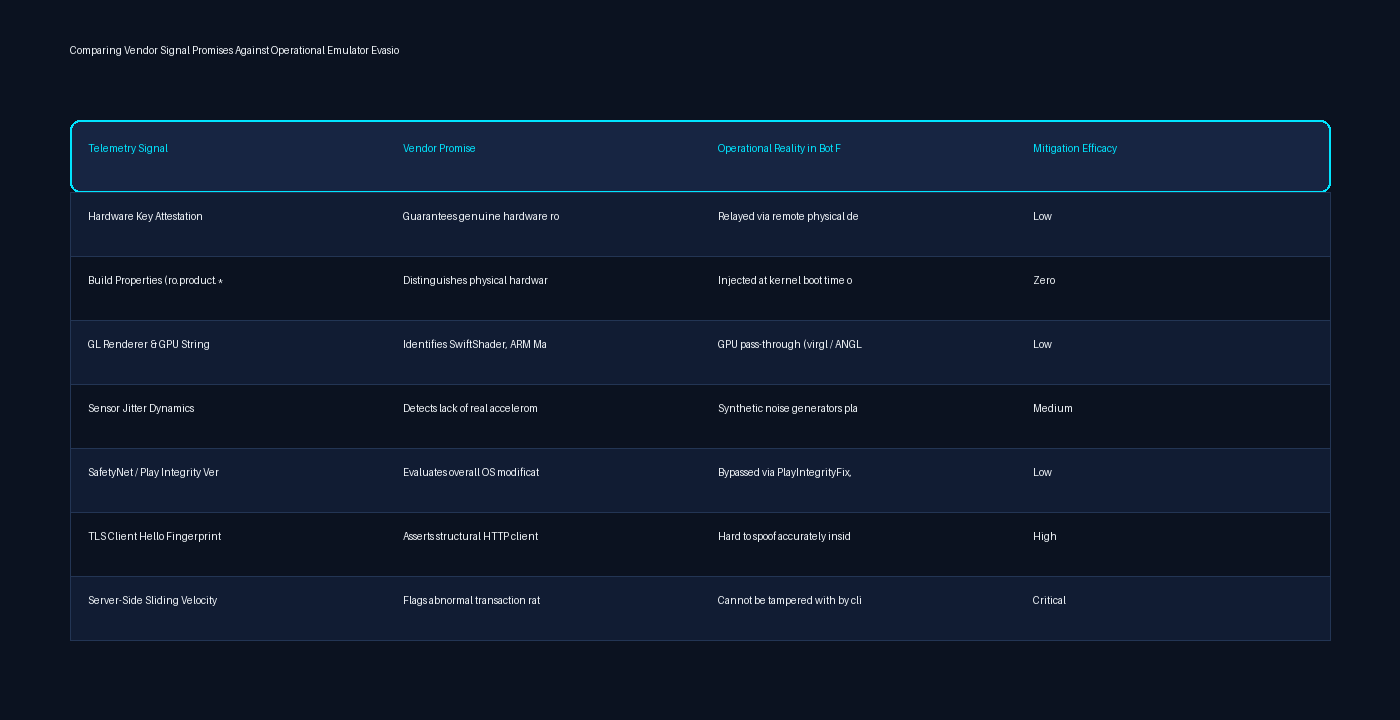 Comparing Vendor Signal Promises Against Operational Emulator Evasio
Telemetry Signal Vendor Promise Operational Reality in Bot F Mitigation Efficacy
Hardware Key Attestation Guarantees genuine hardware ro Relayed via remote physical de Low
Build Properties (ro.product.* Distinguishes physical hardwar Injected at kernel boot time o Zero
GL Renderer & GPU String Identifies SwiftShader, ARM Ma GPU pass-through (virgl / ANGL Low
Sensor Jitter Dynamics Detects lack of real accelerom Synthetic noise generators pla Medium
SafetyNet / Play Integrity Ver Evaluates overall OS modificat Bypassed via PlayIntegrityFix, Low
TLS Client Hello Fingerprint Asserts structural HTTP client Hard to spoof accurately insid High
Server-Side Sliding Velocity Flags abnormal transaction rat Cannot be tampered with by cli Critical